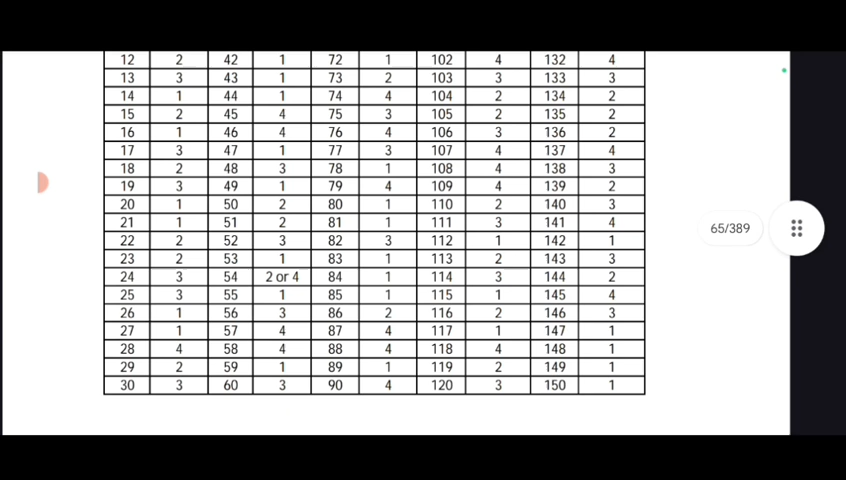 12 2 42 1 72 1 102 4 132 4
13 3 43 1 73 2 103 3 133 3
14 1 44 1 74 4 104 2 134 2
15 2 45 4 75 3 105 2 135 2
16 1 46 4 76 4 106 3 136 2
17 3 47 1 77 3 107 4 137 4
18 2 48 3 78 1 108 4 138 3
19 3 49 1 79 4 109 4 139 2
20 1 50 2 80 1 110 2 140 3
21 1 51 2 81 1 111 3 141 4
22 2 52 3 82 3 112 1 142 1
23 2 53 1 83 1 113 2 143 3
24 3 54 2 or 4 84 1 114 3 144 2
25 3 55 1 85 1 115 1 145 4
26 1 56 3 86 2 116 2 146 3
27 1 57 4 87 4 117 1 147 1
28 4 58 4 88 4 118 4 148 1
29 2 59 1 89 1 119 2 149 1
30 3 60 3 90 4 120 3 150 1
65/389